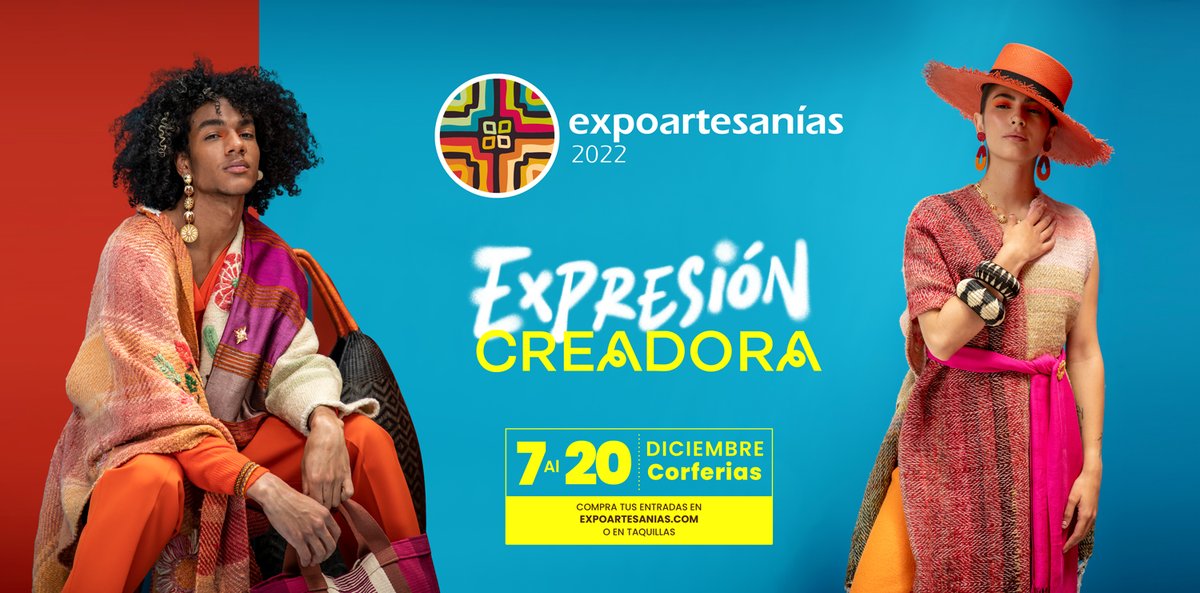 expoartesanías
2022
EXPRESIÓN
CREADORA
7 Al 20
DICIEMBRE
Corferias
COMPRA TUS ENTRADAS EN
EXPOARTESANIAS.COM
O EN TAQUILLAS